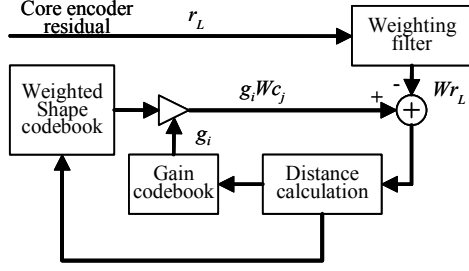 Core encoder
residual
r_L
Weighting
filter
Weighted
Shape
codebook
g_iWc_j
+
-
+
Wr_L
g_i
Gain
codebook
Distance
calculation